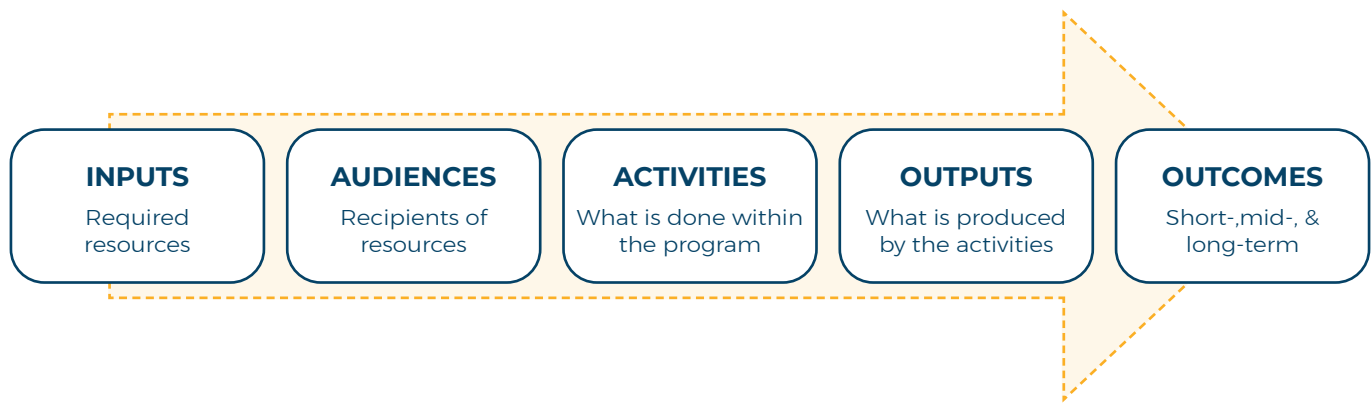 INPUTS
Required
resources
AUDIENCES
Recipients of
resources
ACTIVITIES
What is done within
the program
OUTPUTS
What is produced
by the activities
OUTCOMES
Short-,mid-, &
long-term